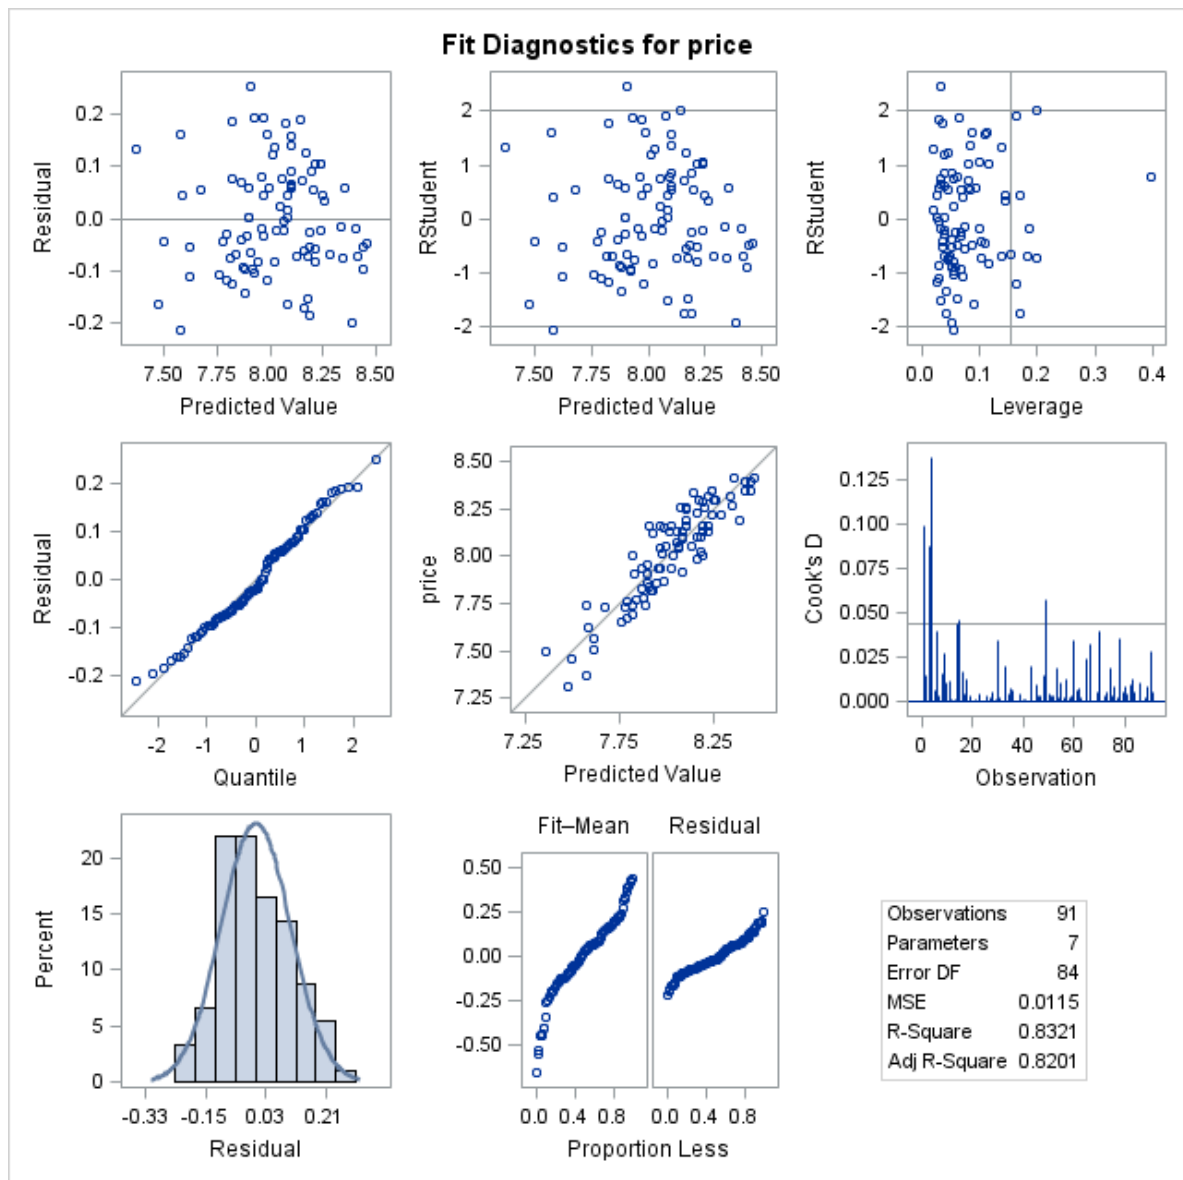 Fit Diagnostics for price
Residual
0.2
0.1
0.0
-0.1
-0.2
7.50 7.75 8.00 8.25 8.50
Predicted Value
RStudent
2
1
0
-1
-2
7.50 7.75 8.00 8.25 8.50
Predicted Value
RStudent
2
1
0
-1
-2
0.0 0.1 0.2 0.3 0.4
Leverage
Residual
0.2
0.1
0.0
-0.1
-0.2
-2 -1 0 1 2
Quantile
price
8.50
8.25
8.00
7.75
7.50
7.25
7.25 7.75 8.25
Predicted Value
Cook's D
0.125
0.100
0.075
0.050
0.025
0.000
0 20 40 60 80
Observation
Percent
20
15
10
5
0
-0.33 -0.15 0.03 0.21
Residual
Fit–Mean Residual
0.50
0.25
0.00
-0.25
-0.50
0.0 0.4 0.8 0.0 0.4 0.8
Proportion Less
Observations 91
Parameters 7
Error DF 84
MSE 0.0115
R-Square 0.8321
Adj R-Square 0.8201